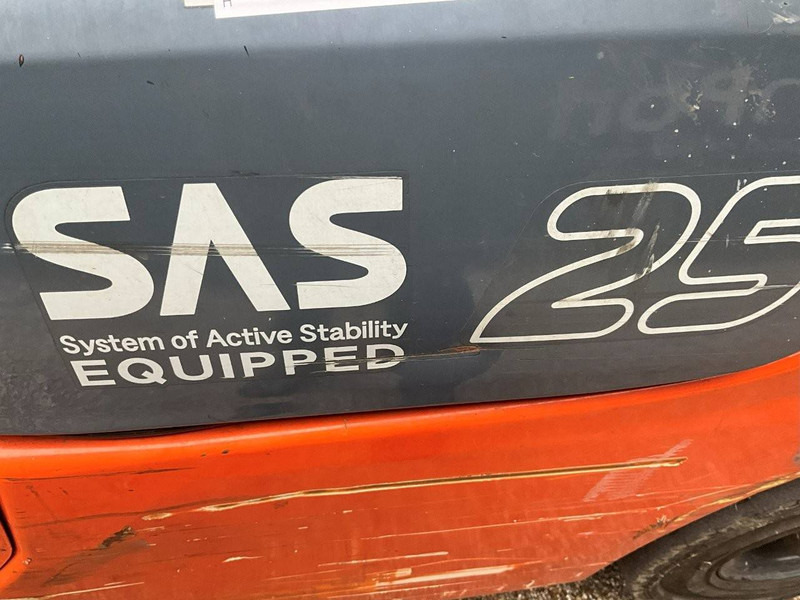 SAS
System of Active Stability
EQUIPPED
25